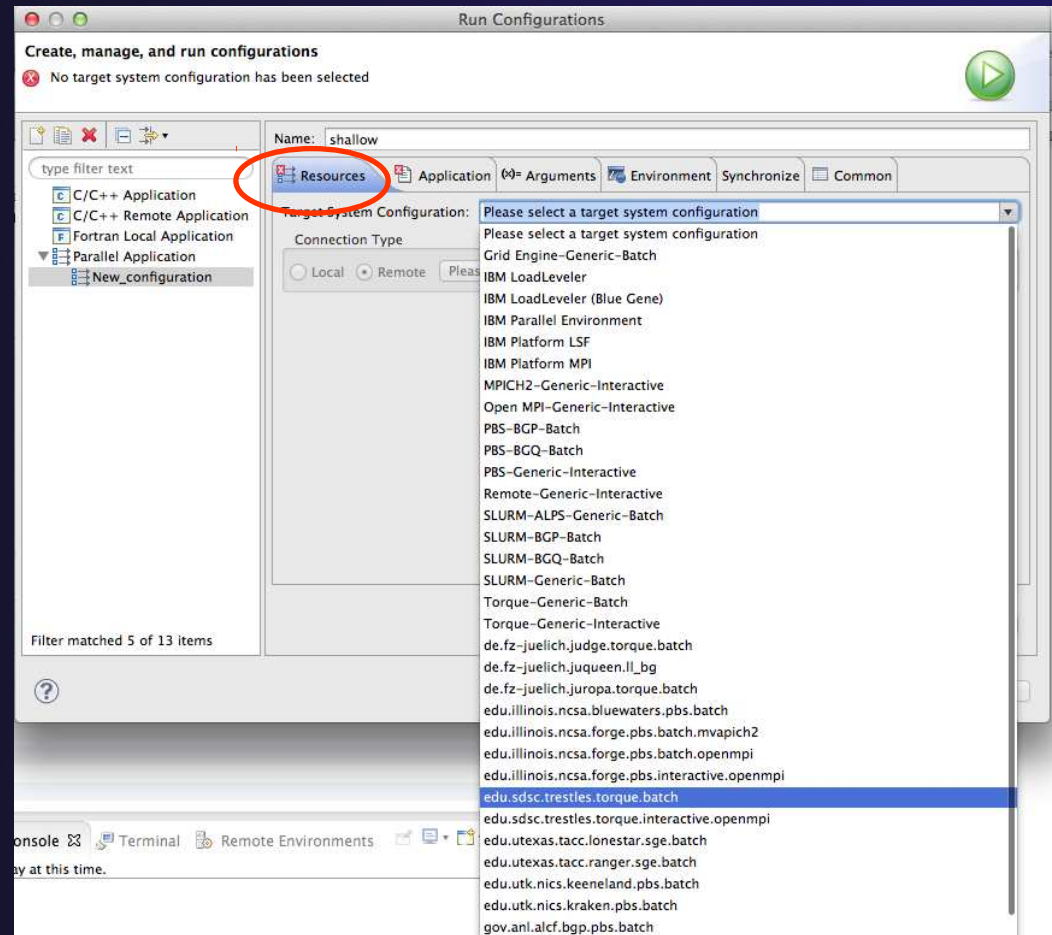 Run Configurations
Create, manage, and run configurations
No target system configuration has been selected
Name: shallow
type filter text
C/C++ Application
C/C++ Remote Application
Fortran Local Application
Parallel Application
New_configuration
Filter matched 5 of 13 items
Resources Application (x)= Arguments Environment Synchronize Common
Target System Configuration: Please select a target system configuration
Connection Type
Local Remote Pleas
Please select a target system configuration
Grid Engine-Generic-Batch
IBM LoadLeveler
IBM LoadLeveler (Blue Gene)
IBM Parallel Environment
IBM Platform LSF
IBM Platform MPI
MPICH2-Generic-Interactive
Open MPI-Generic-Interactive
PBS-BGP-Batch
PBS-BGQ-Batch
PBS-Generic-Interactive
Remote-Generic-Interactive
SLURM-ALPS-Generic-Batch
SLURM-BGP-Batch
SLURM-BGQ-Batch
SLURM-Generic-Batch
Torque-Generic-Batch
Torque-Generic-Interactive
de.fz-juelich.judge.torque.batch
de.fz-juelich.juqueen.ll_bg
de.fz-juelich.juropa.torque.batch
edu.illinois.ncsa.bluewaters.pbs.batch
edu.illinois.ncsa.forge.pbs.batch.mvapich2
edu.illinois.ncsa.forge.pbs.batch.openmpi
edu.illinois.ncsa.forge.pbs.interactive.openmpi
edu.sdsc.trestles.torque.batch
edu.sdsc.trestles.torque.interactive.openmpi
edu.utexas.tacc.lonestar.sge.batch
edu.utexas.tacc.ranger.sge.batch
edu.utk.nics.keeneland.pbs.batch
edu.utk.nics.kraken.pbs.batch
gov.anl.alcf.bgp.pbs.batch
onsole Terminal Remote Environments
ay at this time.